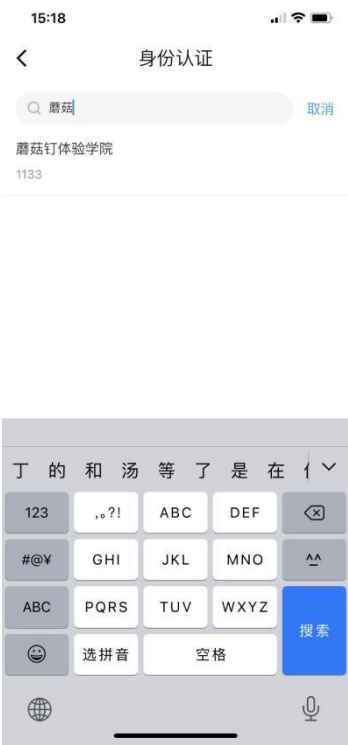 15:18
身份认证
蘑菇
取消
蘑菇钉体验学院
1133
丁 的 和 汤 等 了 是 在
123 ,。?! ABC DEF
#@¥ GHI JKL MNO ^^
ABC PQRS TUV WXYZ
搜索
选拼音 空格